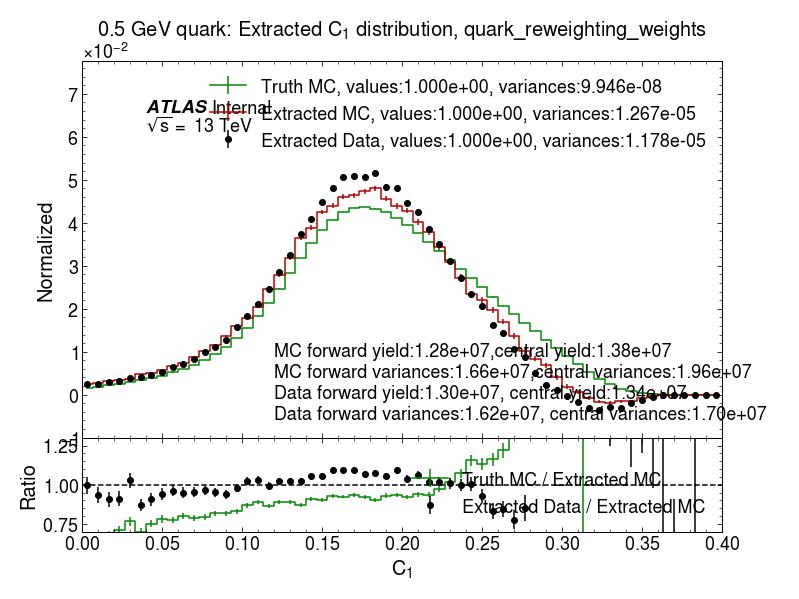 0.5 GeV quark: Extracted C1 distribution, quark_reweighting_weights
×10−2
Truth MC, values:1.000e+00, variances:9.946e-08
ATLAS Internal
Extracted MC, values:1.000e+00, variances:1.267e-05
√s = 13 TeV
Extracted Data, values:1.000e+00, variances:1.178e-05
7
6
5
4
3
2
1
0
−1
Normalized
MC forward yield:1.28e+07,central yield:1.38e+07
MC forward variances:1.66e+07,central variances:1.96e+07
Data forward yield:1.30e+07, central yield:1.34e+07
Data forward variances:1.62e+07, central variances:1.70e+07
1.25
1.00
0.75
Ratio
Truth MC / Extracted MC
Extracted Data / Extracted MC
0.00 0.05 0.10 0.15 0.20 0.25 0.30 0.35 0.40
C1